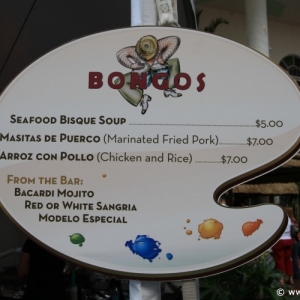 BONGOS
SEAFOOD BISQUE SOUP $5.00
MASITAS DE PUERCO (Marinated Fried Pork) $7.00
ARROZ CON POLLO (Chicken and Rice) $7.00
FROM THE BAR:
BACARDI MOJITO
RED OR WHITE SANGRIA
MODELO ESPECIAL